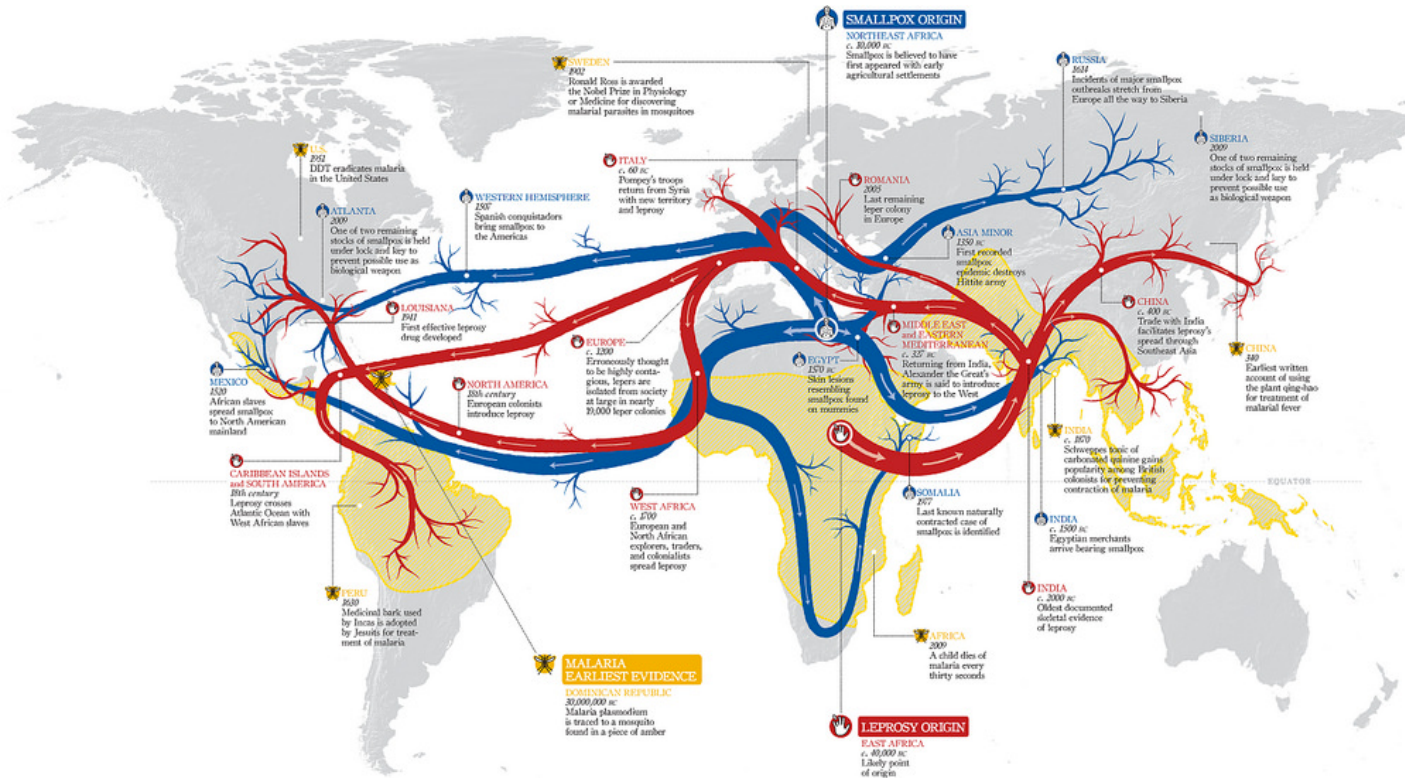 SMALLPOX ORIGIN
NORTHEAST AFRICA
c. 10,000 BC
Smallpox is believed to have
first appeared with early
agricultural settlements
SWEDEN
1902
Ronald Ross is awarded
the Nobel Prize in Physiology
or Medicine for discovering
malarial parasites in mosquitoes
RUSSIA
1614
Incidents of major smallpox
outbreaks stretch from
Europe all the way to Siberia
SIBERIA
2009
One of two remaining
stocks of smallpox is held
under lock and key to
prevent possible use
as biological weapon
U.S.
1951
DDT eradicates malaria
in the United States
ITALY
c. 60 BC
Pompey's troops
return from Syria
with new territory
and leprosy
ROMANIA
2005
Last remaining
leper colony
in Europe
WESTERN HEMISPHERE
1507
Spanish conquistadors
bring smallpox to
the Americas
ATLANTA
2009
One of two remaining
stocks of smallpox is held
under lock and key to
prevent possible use as
biological weapon
ASIA MINOR
1350 BC
First recorded
smallpox
epidemic destroys
Hittite army
LOUISIANA
1941
First effective leprosy
drug developed
CHINA
c. 400 BC
Trade with India
facilitates leprosy's
spread through
Southeast Asia
EUROPE
c. 1200
Erroneously thought
to be highly conta-
gious, lepers are
isolated from society
at large in nearly
19,000 leper colonies
MIDDLE EAST
and EASTERN
MEDITERRANEAN
c. 327 BC
Returning from India,
Alexander the Great's
army is said to introduce
leprosy to the West
EGYPT
1570 BC
Skin lesions
resembling
smallpox found
on mummies
CHINA
340
Earliest written
account of using
the plant qing-hao
for treatment of
malarial fever
MEXICO
1520
African slaves
spread smallpox
to North American
mainland
NORTH AMERICA
18th century
European colonists
introduce leprosy
INDIA
c. 1870
Schweppes tonic of
carbonated quinine gains
popularity among British
colonists for preventing
contraction of malaria
CARIBBEAN ISLANDS
and SOUTH AMERICA
18th century
Leprosy crosses
Atlantic Ocean with
West African slaves
EQUATOR
WEST AFRICA
c. 1700
European and
North African
explorers, traders,
and colonialists
spread leprosy
SOMALIA
1977
Last known naturally
contracted case of
smallpox is identified
INDIA
c. 1500 BC
Egyptian merchants
arrive bearing smallpox
PERU
1630
Medicinal bark used
by Incas is adopted
by Jesuits for treat-
ment of malaria
INDIA
c. 2000 BC
Oldest documented
skeletal evidence
of leprosy
AFRICA
2009
A child dies of
malaria every
thirty seconds
MALARIA
EARLIEST EVIDENCE
DOMINICAN REPUBLIC
30,000,000 BC
Malaria plasmodium
is traced to a mosquito
found in a piece of amber
LEPROSY ORIGIN
EAST AFRICA
c. 40,000 BC
Likely point
of origin